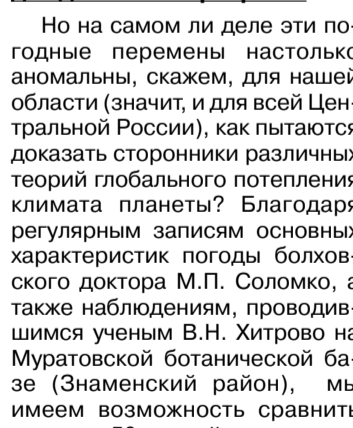 Но на самом ли деле эти по-
годные перемены настолько
аномальны, скажем, для нашей
области (значит, и для всей Цен-
тральной России), как пытаются
доказать сторонники различных
теорий глобального потепления
климата планеты? Благодаря
регулярным записям основных
характеристик погоды болхов-
ского доктора М.П. Соломко, а
также наблюдениям, проводив-
шимся ученым В.Н. Хитрово на
Муратовской ботанической ба-
зе (Знаменский район), мы
имеем возможность сравнить